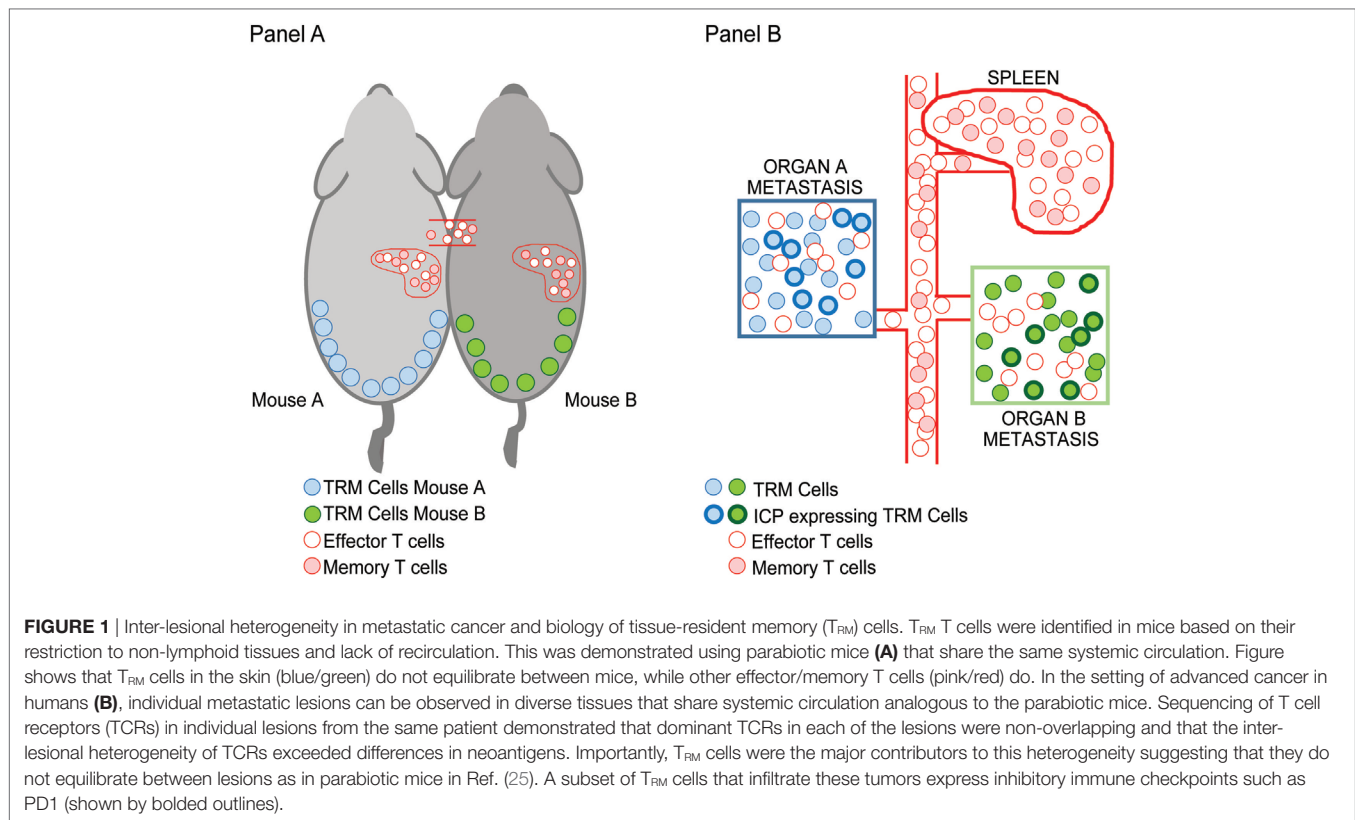 Panel A
Panel B
SPLEEN
ORGAN A
METASTASIS
Mouse A
Mouse B
ORGAN B
METASTASIS
TRM Cells Mouse A
TRM Cells Mouse B
Effector T cells
Memory T cells
TRM Cells
ICP expressing TRM Cells
Effector T cells
Memory T cells
FIGURE 1 | Inter-lesional heterogeneity in metastatic cancer and biology of tissue-resident memory (TRM) cells. TRM T cells were identified in mice based on their
restriction to non-lymphoid tissues and lack of recirculation. This was demonstrated using parabiotic mice (A) that share the same systemic circulation. Figure
shows that TRM cells in the skin (blue/green) do not equilibrate between mice, while other effector/memory T cells (pink/red) do. In the setting of advanced cancer in
humans (B), individual metastatic lesions can be observed in diverse tissues that share systemic circulation analogous to the parabiotic mice. Sequencing of T cell
receptors (TCRs) in individual lesions from the same patient demonstrated that dominant TCRs in each of the lesions were non-overlapping and that the inter-
lesional heterogeneity of TCRs exceeded differences in neoantigens. Importantly, TRM cells were the major contributors to this heterogeneity suggesting that they do
not equilibrate between lesions as in parabiotic mice in Ref. (25). A subset of TRM cells that infiltrate these tumors express inhibitory immune checkpoints such as
PD1 (shown by bolded outlines).